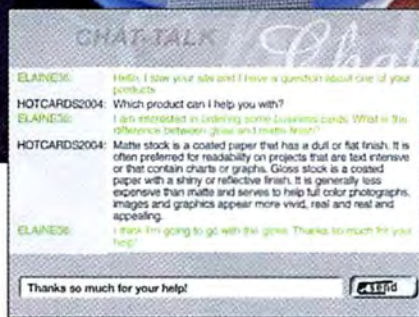 CHAT-TALK
Chat
ELAINE36: Hello, I saw your site and I have a question about one of your
products.
HOTCARDS2004: Which product can I help you with?
ELAINE36: I am interested in ordering some business cards. What is the
difference between gloss and matte finish?
HOTCARDS2004: Matte stock is a coated paper that has a dull or flat finish. It is
often preferred for readability on projects that are text intensive
or that contain charts or graphs. Gloss stock is a coated
paper with a shiny or reflective finish. It is generally less
expensive than matte and serves to help full color photographs,
images and graphics appear more vivid, real and real and
appealing.
ELAINE36: I think I'm going to go with the gloss. Thanks so much for your
help!
Thanks so much for your help!
send